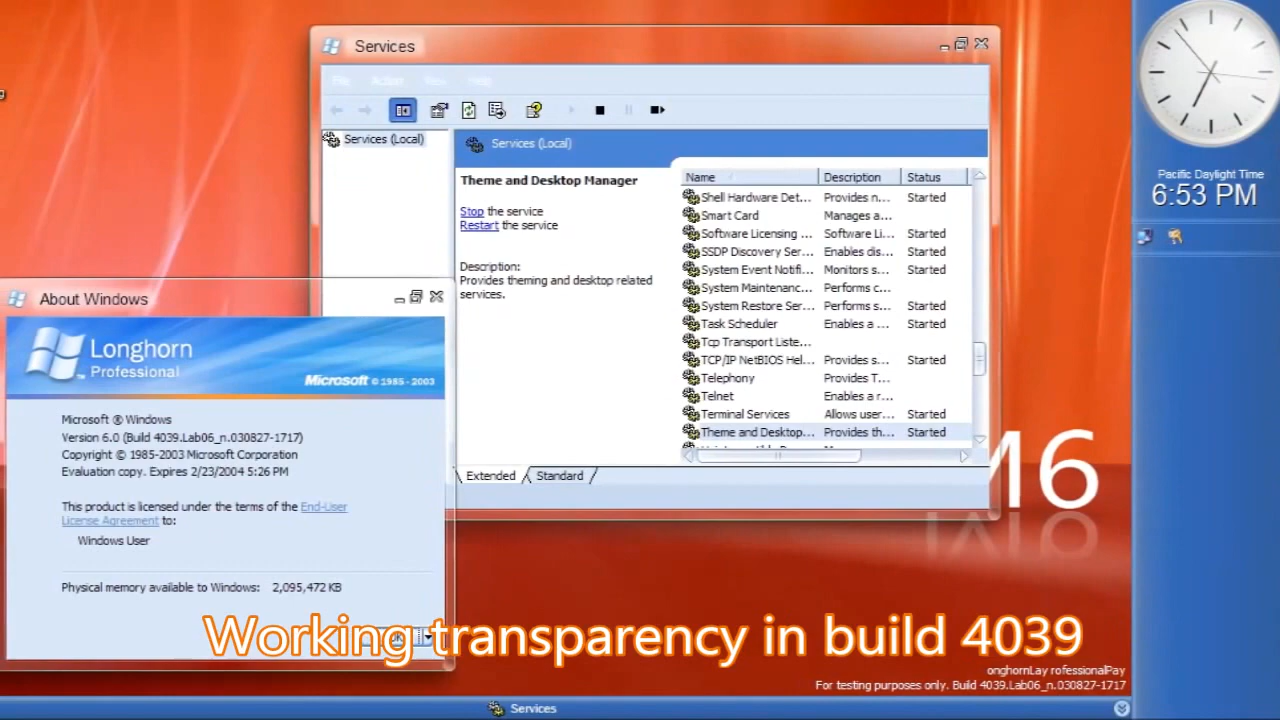 Services
File Action View Help
Services (Local)
Services (Local)
Theme and Desktop Manager
Stop the service
Restart the service
Description:
Provides theming and desktop related
services.
Name Description Status
Shell Hardware Det... Provides n... Started
Smart Card Manages a...
Software Licensing ... Software Li... Started
SSDP Discovery Ser... Enables dis... Started
System Event Notifi... Monitors s... Started
System Maintenanc... Performs c...
System Restore Ser... Performs s... Started
Task Scheduler Enables a ... Started
Tcp Transport Liste...
TCP/IP NetBIOS Hel... Provides s... Started
Telephony Provides T...
Telnet Enables a r...
Terminal Services Allows user... Started
Theme and Desktop... Provides th... Started
Extended Standard
Pacific Daylight Time
6:53 PM
About Windows
Longhorn
Professional
Microsoft © 1985 - 2003
Microsoft ® Windows
Version 6.0 (Build 4039.Lab06_n.030827-1717)
Copyright © 1985-2003 Microsoft Corporation
Evaluation copy. Expires 2/23/2004 5:26 PM
This product is licensed under the terms of the End-User
License Agreement to:
Windows User
Physical memory available to Windows: 2,095,472 KB
M6
Working transparency in build 4039
onghornLay rofessionalPay
For testing purposes only. Build 4039.Lab06_n.030827-1717
Services